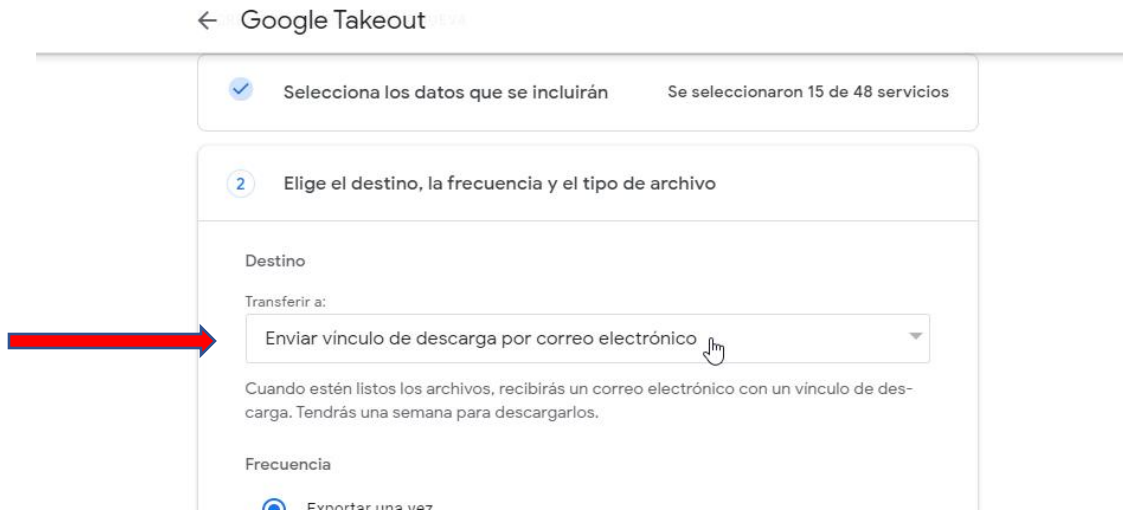 Google Takeout
Selecciona los datos que se incluirán
Se seleccionaron 15 de 48 servicios
2
Elige el destino, la frecuencia y el tipo de archivo
Destino
Transferir a:
Enviar vínculo de descarga por correo electrónico
Cuando estén listos los archivos, recibirás un correo electrónico con un vínculo de des-
carga. Tendrás una semana para descargarlos.
Frecuencia
Exportar una vez